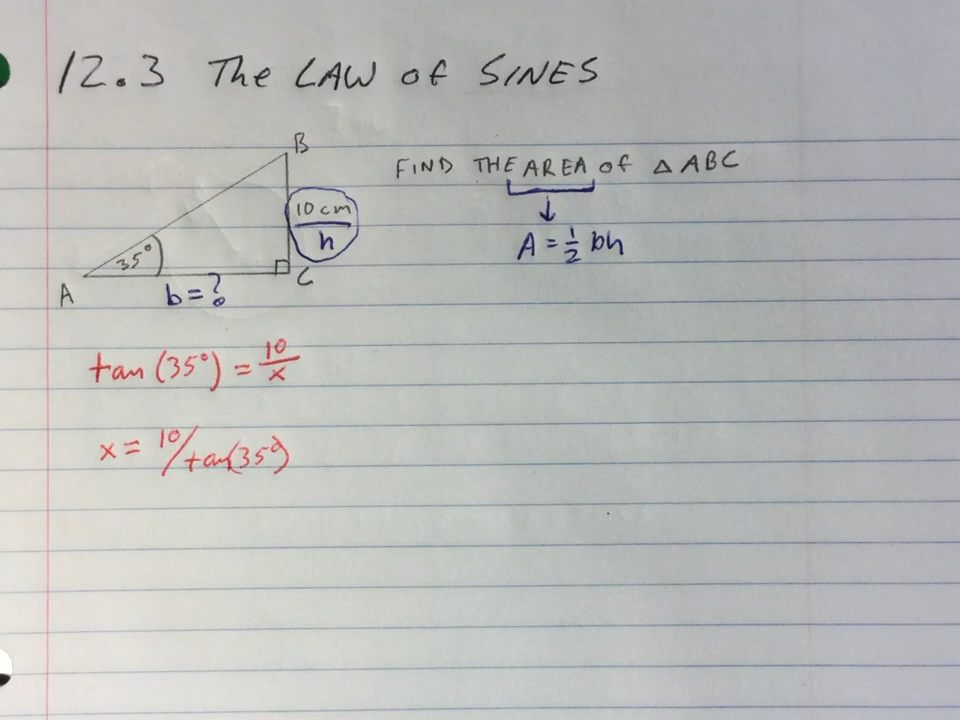 12.3 The LAW of SINES
B
FIND THE AREA of △ ABC
10 cm
h
A = 1/2 bh
35°
A
C
b = ?
tan (35°) = 10/x
x = 10/tan(35°)